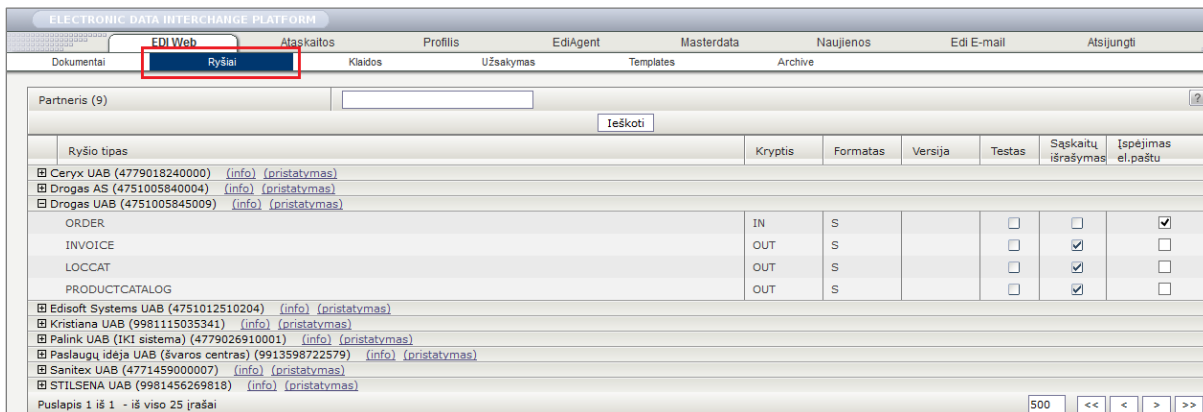 ELECTRONIC DATA INTERCHANGE PLATFORM
EDI Web Ataskaitos Profilis EdiAgent Masterdata Naujienos Edi E-mail Atsijungti
Dokumentai Ryšiai Klaidos Užsakymas Templates Archive
Partneris (9) ?
Ieškoti
Ryšio tipas Kryptis Formatas Versija Testas Sąskaitų išrašymas Įspėjimas el.paštu
Ceryx UAB (4779018240000) (info) (pristatymas)
Drogas AS (4751005840004) (info) (pristatymas)
Drogas UAB (4751005845009) (info) (pristatymas)
ORDER IN S
INVOICE OUT S
LOCCAT OUT S
PRODUCTCATALOG OUT S
Edisoft Systems UAB (4751012510204) (info) (pristatymas)
Kristiana UAB (9981115035341) (info) (pristatymas)
Palink UAB (IKI sistema) (4779026910001) (info) (pristatymas)
Paslaugų idėja UAB (švaros centras) (9913598722579) (info) (pristatymas)
Sanitex UAB (4771459000007) (info) (pristatymas)
STILSENA UAB (9981456269818) (info) (pristatymas)
Puslapis 1 iš 1 - iš viso 25 įrašai 500 << < > >>